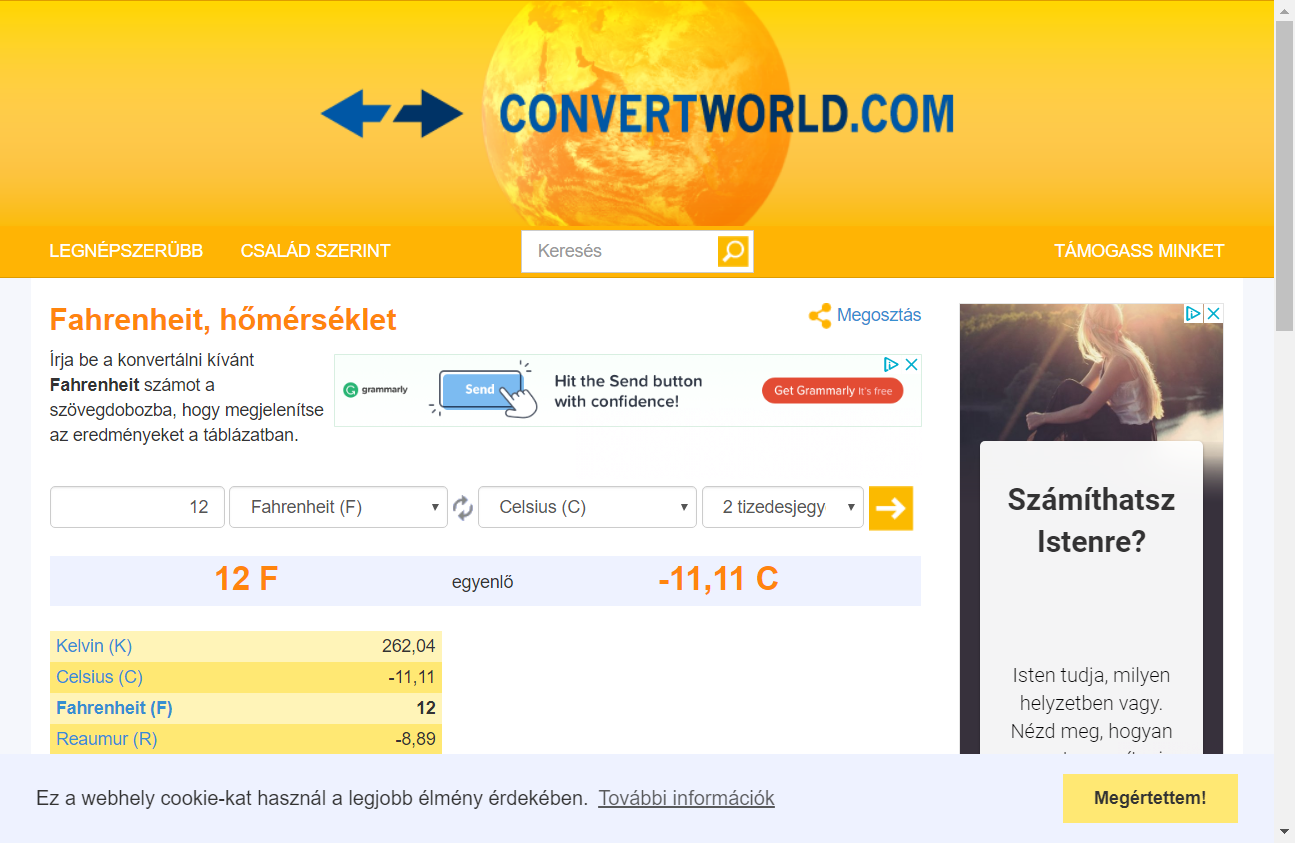 CONVERTWORLD.COM
LEGNÉPSZERÜBB CSALÁD SZERINT Keresés TÁMOGASS MINKET
Fahrenheit, hőmérséklet
Megosztás
Írja be a konvertálni kívánt
Fahrenheit számot a
szövegdobozba, hogy megjelenítse
az eredményeket a táblázatban.
grammarly
Send
Hit the Send button
with confidence!
Get Grammarly It's free
12 Fahrenheit (F) Celsius (C) 2 tizedesjegy
12 F egyenlö -11,11 C
Kelvin (K) 262,04
Celsius (C) -11,11
Fahrenheit (F) 12
Reaumur (R) -8,89
Számíthatsz
Istenre?
Isten tudja, milyen
helyzetben vagy.
Nézd meg, hogyan
Ez a webhely cookie-kat használ a legjobb élmény érdekében. További információk
Megértettem!